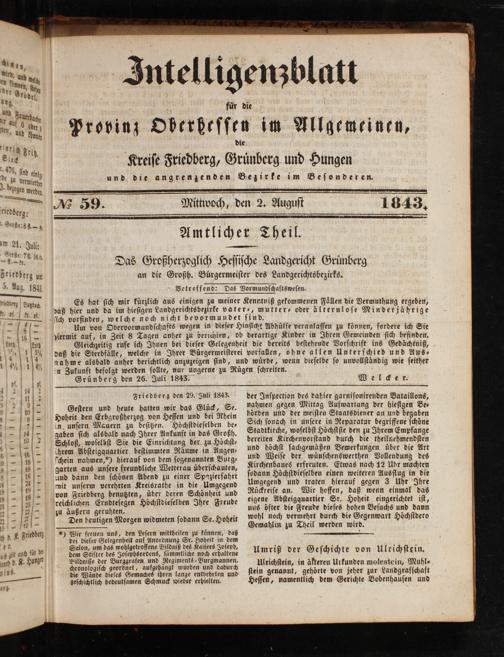 Intelligenzblatt
für die
Provinz Oberhessen im Allgemeinen,
die
Kreise Friedberg, Grünberg und Hungen
und die angrenzenden Bezirke im Besonderen.
№ 59. Mittwoch, den 2. August 1843.
Amtlicher Theil.
Das Großherzoglich Hessische Landgericht Grünberg
an die Großh. Bürgermeister des Landgerichtsbezirks.
Betreffend: Das Vormundschaftswesen.
Es hat sich mir kürzlich aus einigen zu meiner Kenntniß gekommenen Fällen die Vermuthung ergeben,
daß hier und da im hiesigen Landgerichtsbezirke vater-, mutter- oder älternlose Minderjährige
sich vorfinden, welche noch nicht bevormundet sind.
Um von Obervormundschafts wegen in dieser Hinsicht Abhülfe veranlassen zu können, fordere ich Sie
hiermit auf, in Zeit 8 Tagen anher zu berichten, ob derartige Kinder in Ihren Gemeinden sich befinden.
Gleichzeitig rufe ich Ihnen bei dieser Gelegenheit die bereits bestehende Vorschrift ins Gedächtniß,
daß die Sterbfälle, welche in Ihrer Bürgermeisterei vorfallen, ohne allen Unterschied und Aus-
nahme alsbald anher berichtlich anzuzeigen sind, und würde, wenn dieselbe so unvollständig wie seither
in Zukunft befolgt werden sollte, nur ungerne zu Rügen schreiten.
Grünberg den 26. Juli 1843. Welcker.
Friedberg den 29. Juli 1843.
Gestern und heute hatten wir das Glück, Se.
Hoheit den Erbgroßherzog von Hessen und bei Rhein
in unsern Mauern zu besitzen. Höchstdieselben be-
gaben sich alsbald nach Ihrer Ankunft in das Großh.
Schloß, woselbst Sie die Einrichtung der zu Höchst-
ihrem Absteigquartier bestimmten Räume in Augen-
schein nahmen,*) hierauf von dem sogenannten Burg-
garten aus unsere freundliche Wetterau überschauten,
und dann den schönen Abend zu einer Spazierfahrt
mit unserm verehrten Kreisrathe in die Umgegend
von Friedberg benutzten, über deren Schönheit und
reichlichen Erndtesegen Höchstdieselben Ihre Freude
zu äußern geruhten.
Den heutigen Morgen widmeten sodann Se. Hoheit
*) Wir freuen uns, den Lesern mittheilen zu können, daß
bei dieser Gelegenheit auf Anordnung Sr. Hoheit in dem
Salon, um das wohlgetroffene Bildniß des Kaisers Josephs,
dem Stifter des Josephsordens, sämmtliche noch erhaltene
Bildnisse der Burggrafen und Regiments-Burgmannen,
chronologisch geordnet, aufgehängt wurden und dadurch
die Wände dieses Gemaches ihren lange entbehrten und
geschichtlich bedeutsamen Schmuck wieder erhielten.
der Inspection des dahier garnisonirenden Bataillons,
nahmen gegen Mittag Aufwartung der hiesigen Be-
hörden und der meisten Staatsdiener an und begaben
Sich sonach in unsere in Reparatur begriffene schöne
Stadtkirche, woselbst Höchstsie den zu Ihrem Empfange
bereiten Kirchenvorstand durch die theilnehmendsten
und höchst sachgemäßen Bemerkungen über die Art
und Weise der wünschenswerthen Vollendung des
Kirchenbaues erfreuten. Etwas nach 12 Uhr machten
sodann Höchstdieselben einen weiteren Ausflug in die
Umgegend und traten hierauf gegen 3 Uhr Ihre
Rückreise an. Wir hoffen, daß wenn einmal das
eigene Absteigquartier Sr. Hoheit eingerichtet ist,
uns öfter die Freude dieses hohen Besuchs und dann
wohl noch vermehrt durch die Gegenwart Höchstdero
Gemahlin zu Theil werden wird.
Umriß der Geschichte von Ulrichstein.
Ulrichstein, in älteren Urkunden molenstein, Mühl-
stein genannt, gehörte von jeher zur Landgrafschaft
Hessen, namentlich dem Gerichte Bobenhausen und